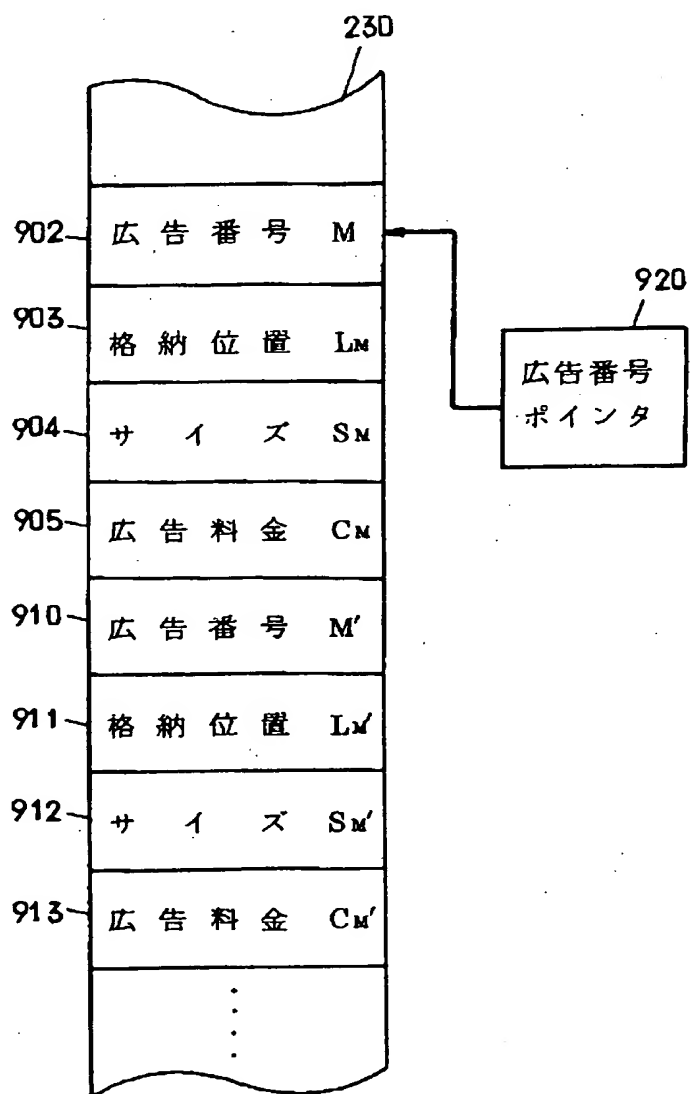 230
902 広告番号 M
920
903 格納位置 LM
広告番号
ポインタ
904 サイズ SM
905 広告料金 CM
910 広告番号 M'
911 格納位置 LM'
912 サイズ SM'
913 広告料金 CM'